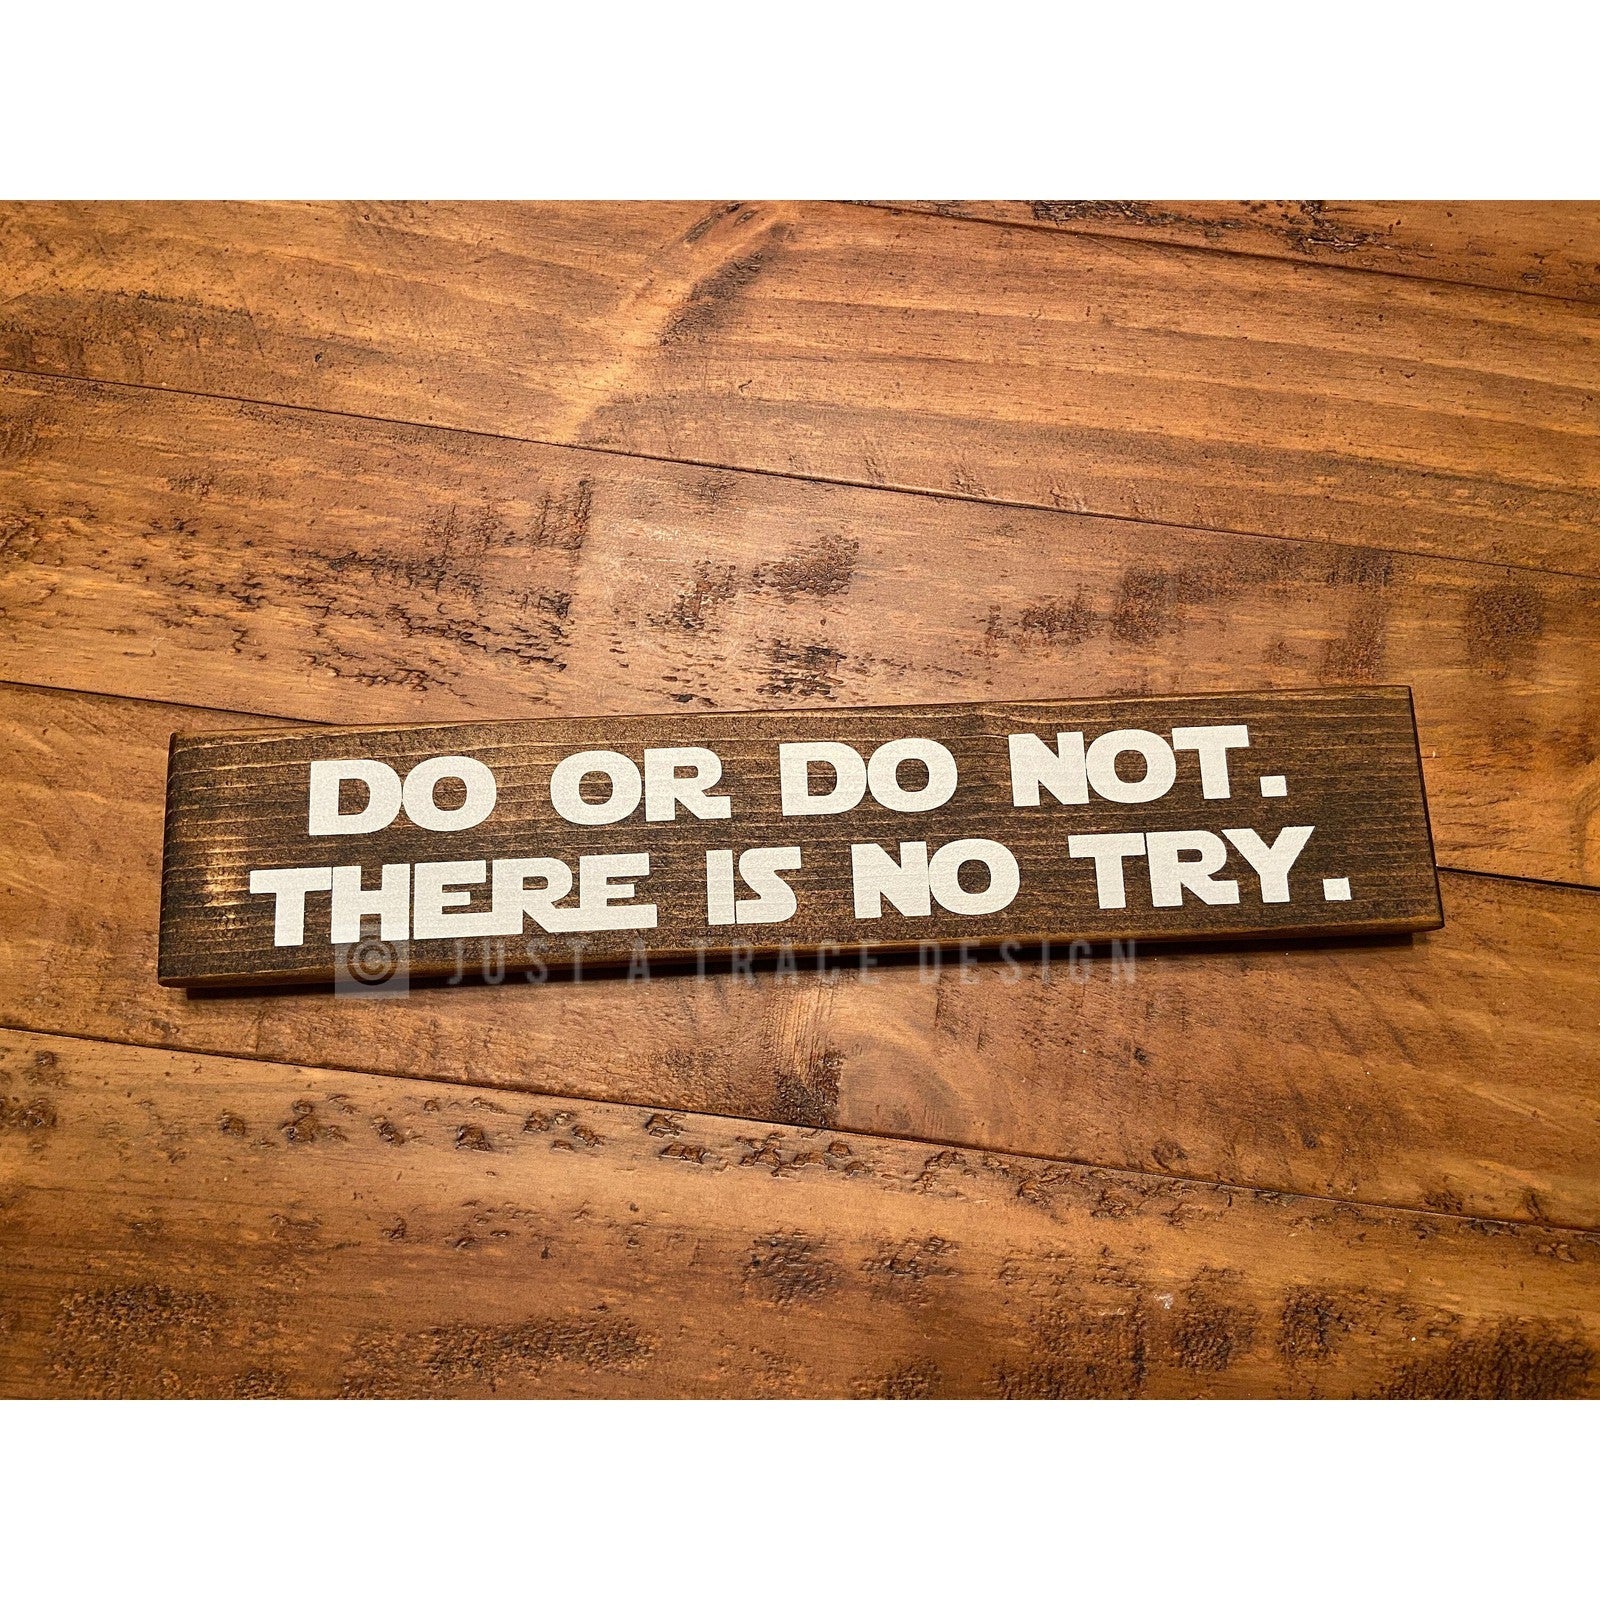 DO OR DO NOT.
THERE IS NO TRY.
© JUST A TRACE DESIGN